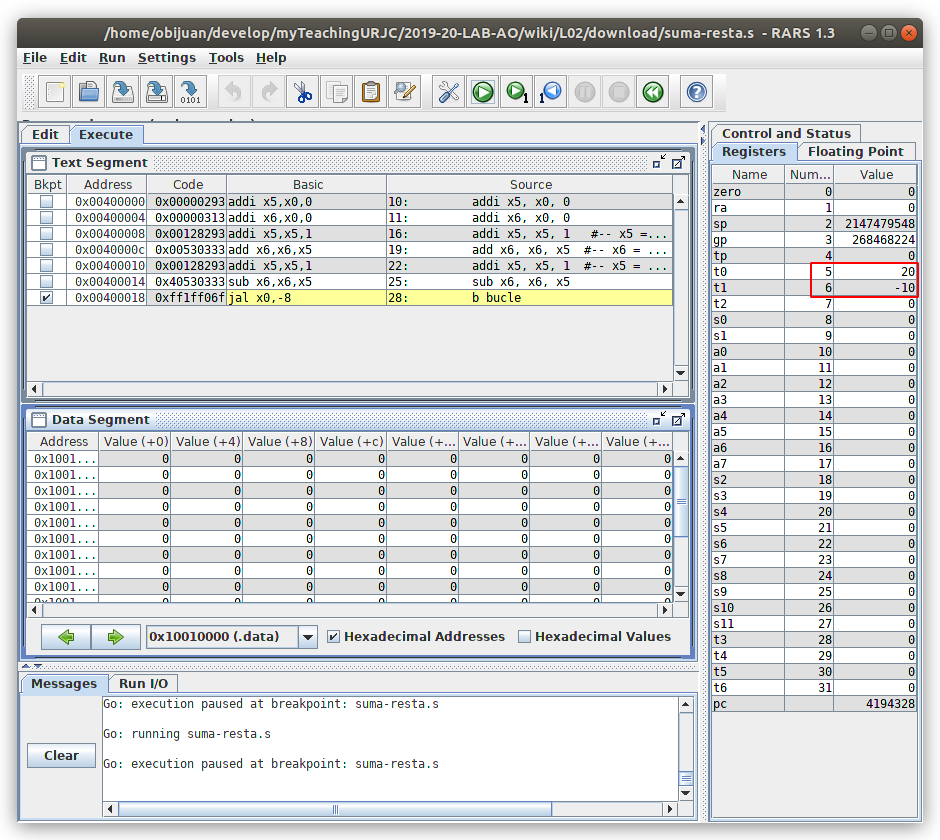 /home/obijuan/develop/myTeachingURJC/2019-20-LAB-AO/wiki/L02/download/suma-resta.s - RARS 1.3
File Edit Run Settings Tools Help
Edit Execute
Text Segment
Bkpt Address Code Basic Source
0x00400000 0x00000293 addi x5,x0,0 10: addi x5, x0, 0
0x00400004 0x00000313 addi x6,x0,0 11: addi x6, x0, 0
0x00400008 0x00128293 addi x5,x5,1 16: addi x5, x5, 1 #-- x5 =...
0x0040000c 0x00530333 add x6,x6,x5 19: add x6, x6, x5 #-- x6 = ...
0x00400010 0x00128293 addi x5,x5,1 22: addi x5, x5, 1 #-- x5 = ...
0x00400014 0x40530333 sub x6,x6,x5 25: sub x6, x6, x5
0x00400018 0xff1ff06f jal x0,-8 28: b bucle
Data Segment
Address Value (+0) Value (+4) Value (+8) Value (+c) Value (+... Value (+... Value (+... Value (+...
0x1001... 0 0 0 0 0 0 0 0
0x1001... 0 0 0 0 0 0 0 0
0x1001... 0 0 0 0 0 0 0 0
0x1001... 0 0 0 0 0 0 0 0
0x1001... 0 0 0 0 0 0 0 0
0x1001... 0 0 0 0 0 0 0 0
0x1001... 0 0 0 0 0 0 0 0
0x1001... 0 0 0 0 0 0 0 0
0x1001... 0 0 0 0 0 0 0 0
0x1001... 0 0 0 0 0 0 0 0
0x10010000 (.data) Hexadecimal Addresses Hexadecimal Values
Messages Run I/O
Go: execution paused at breakpoint: suma-resta.s
Go: running suma-resta.s
Go: execution paused at breakpoint: suma-resta.s
Clear
Control and Status
Registers Floating Point
Name Num... Value
zero 0 0
ra 1 0
sp 2 2147479548
gp 3 268468224
tp 4 0
t0 5 20
t1 6 -10
t2 7 0
s0 8 0
s1 9 0
a0 10 0
a1 11 0
a2 12 0
a3 13 0
a4 14 0
a5 15 0
a6 16 0
a7 17 0
s2 18 0
s3 19 0
s4 20 0
s5 21 0
s6 22 0
s7 23 0
s8 24 0
s9 25 0
s10 26 0
s11 27 0
t3 28 0
t4 29 0
t5 30 0
t6 31 0
pc 4194328